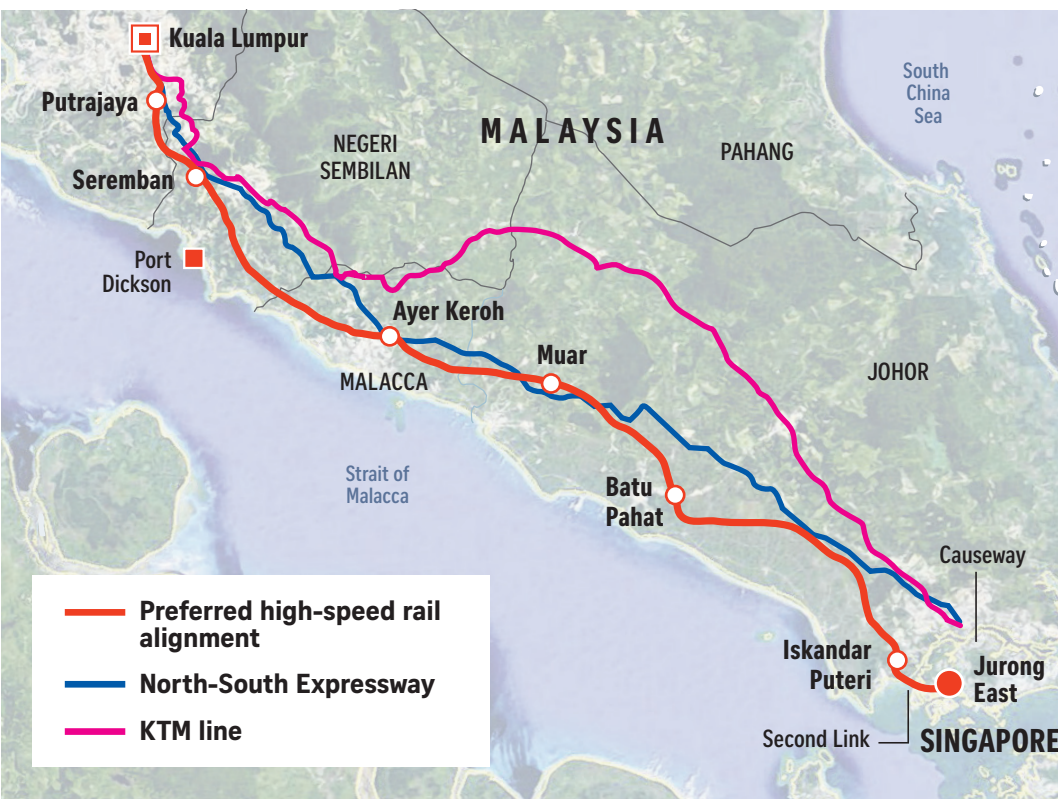 Kuala Lumpur
South
China
Sea
Putrajaya
MALAYSIA
NEGERI
SEMBILAN
PAHANG
Seremban
Port
Dickson
Ayer Keroh
Muar
MALACCA
JOHOR
Strait of
Malacca
Batu
Pahat
Causeway
Preferred high-speed rail
alignment
North-South Expressway
KTM line
Iskandar
Puteri
Jurong
East
Second Link
SINGAPORE